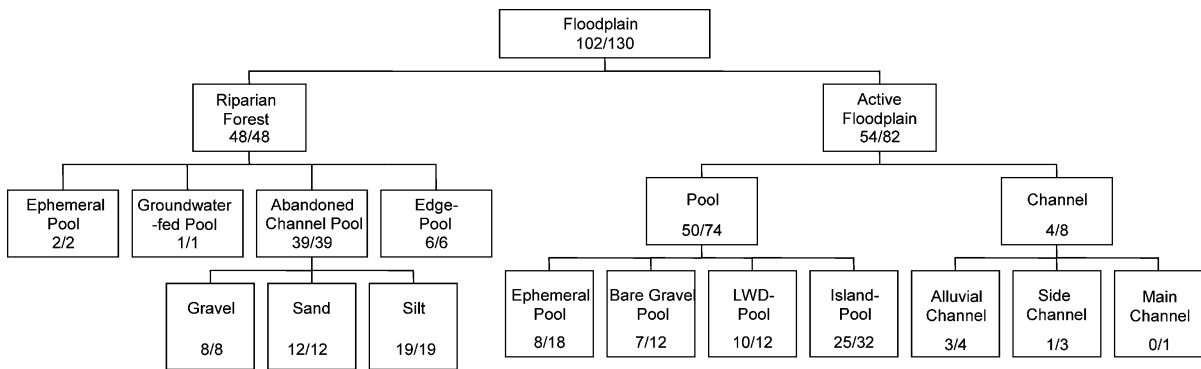 Floodplain
102/130
Riparian
Forest
48/48
Active
Floodplain
54/82
Ephemeral
Pool
2/2
Groundwater
-fed Pool
1/1
Abandoned
Channel Pool
39/39
Edge-
Pool
6/6
Pool
50/74
Channel
4/8
Gravel
8/8
Sand
12/12
Silt
19/19
Ephemeral
Pool
8/18
Bare Gravel
Pool
7/12
LWD-
Pool
10/12
Island-
Pool
25/32
Alluvial
Channel
3/4
Side
Channel
1/3
Main
Channel
0/1